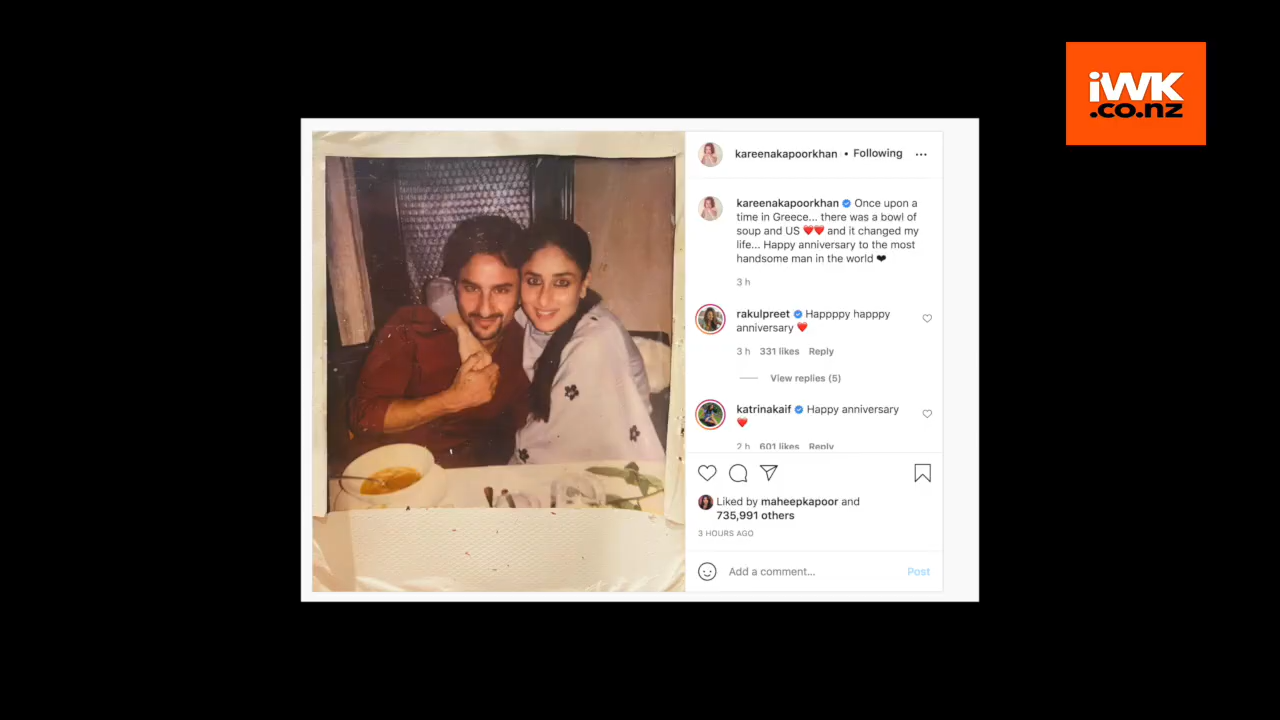 iWK
.co.nz
kareenakapoorkhan • Following ...
kareenakapoorkhan Once upon a
time in Greece... there was a bowl of
soup and US ❤️❤️ and it changed my
life... Happy anniversary to the most
handsome man in the world ❤
3 h
rakulpreet Happpppy happpy
anniversary ❤️
3 h 331 likes Reply
View replies (5)
katrinakaif Happy anniversary
❤️
2 h 601 likes Reply
Liked by maheepkapoor and
735,991 others
3 HOURS AGO
Add a comment... Post